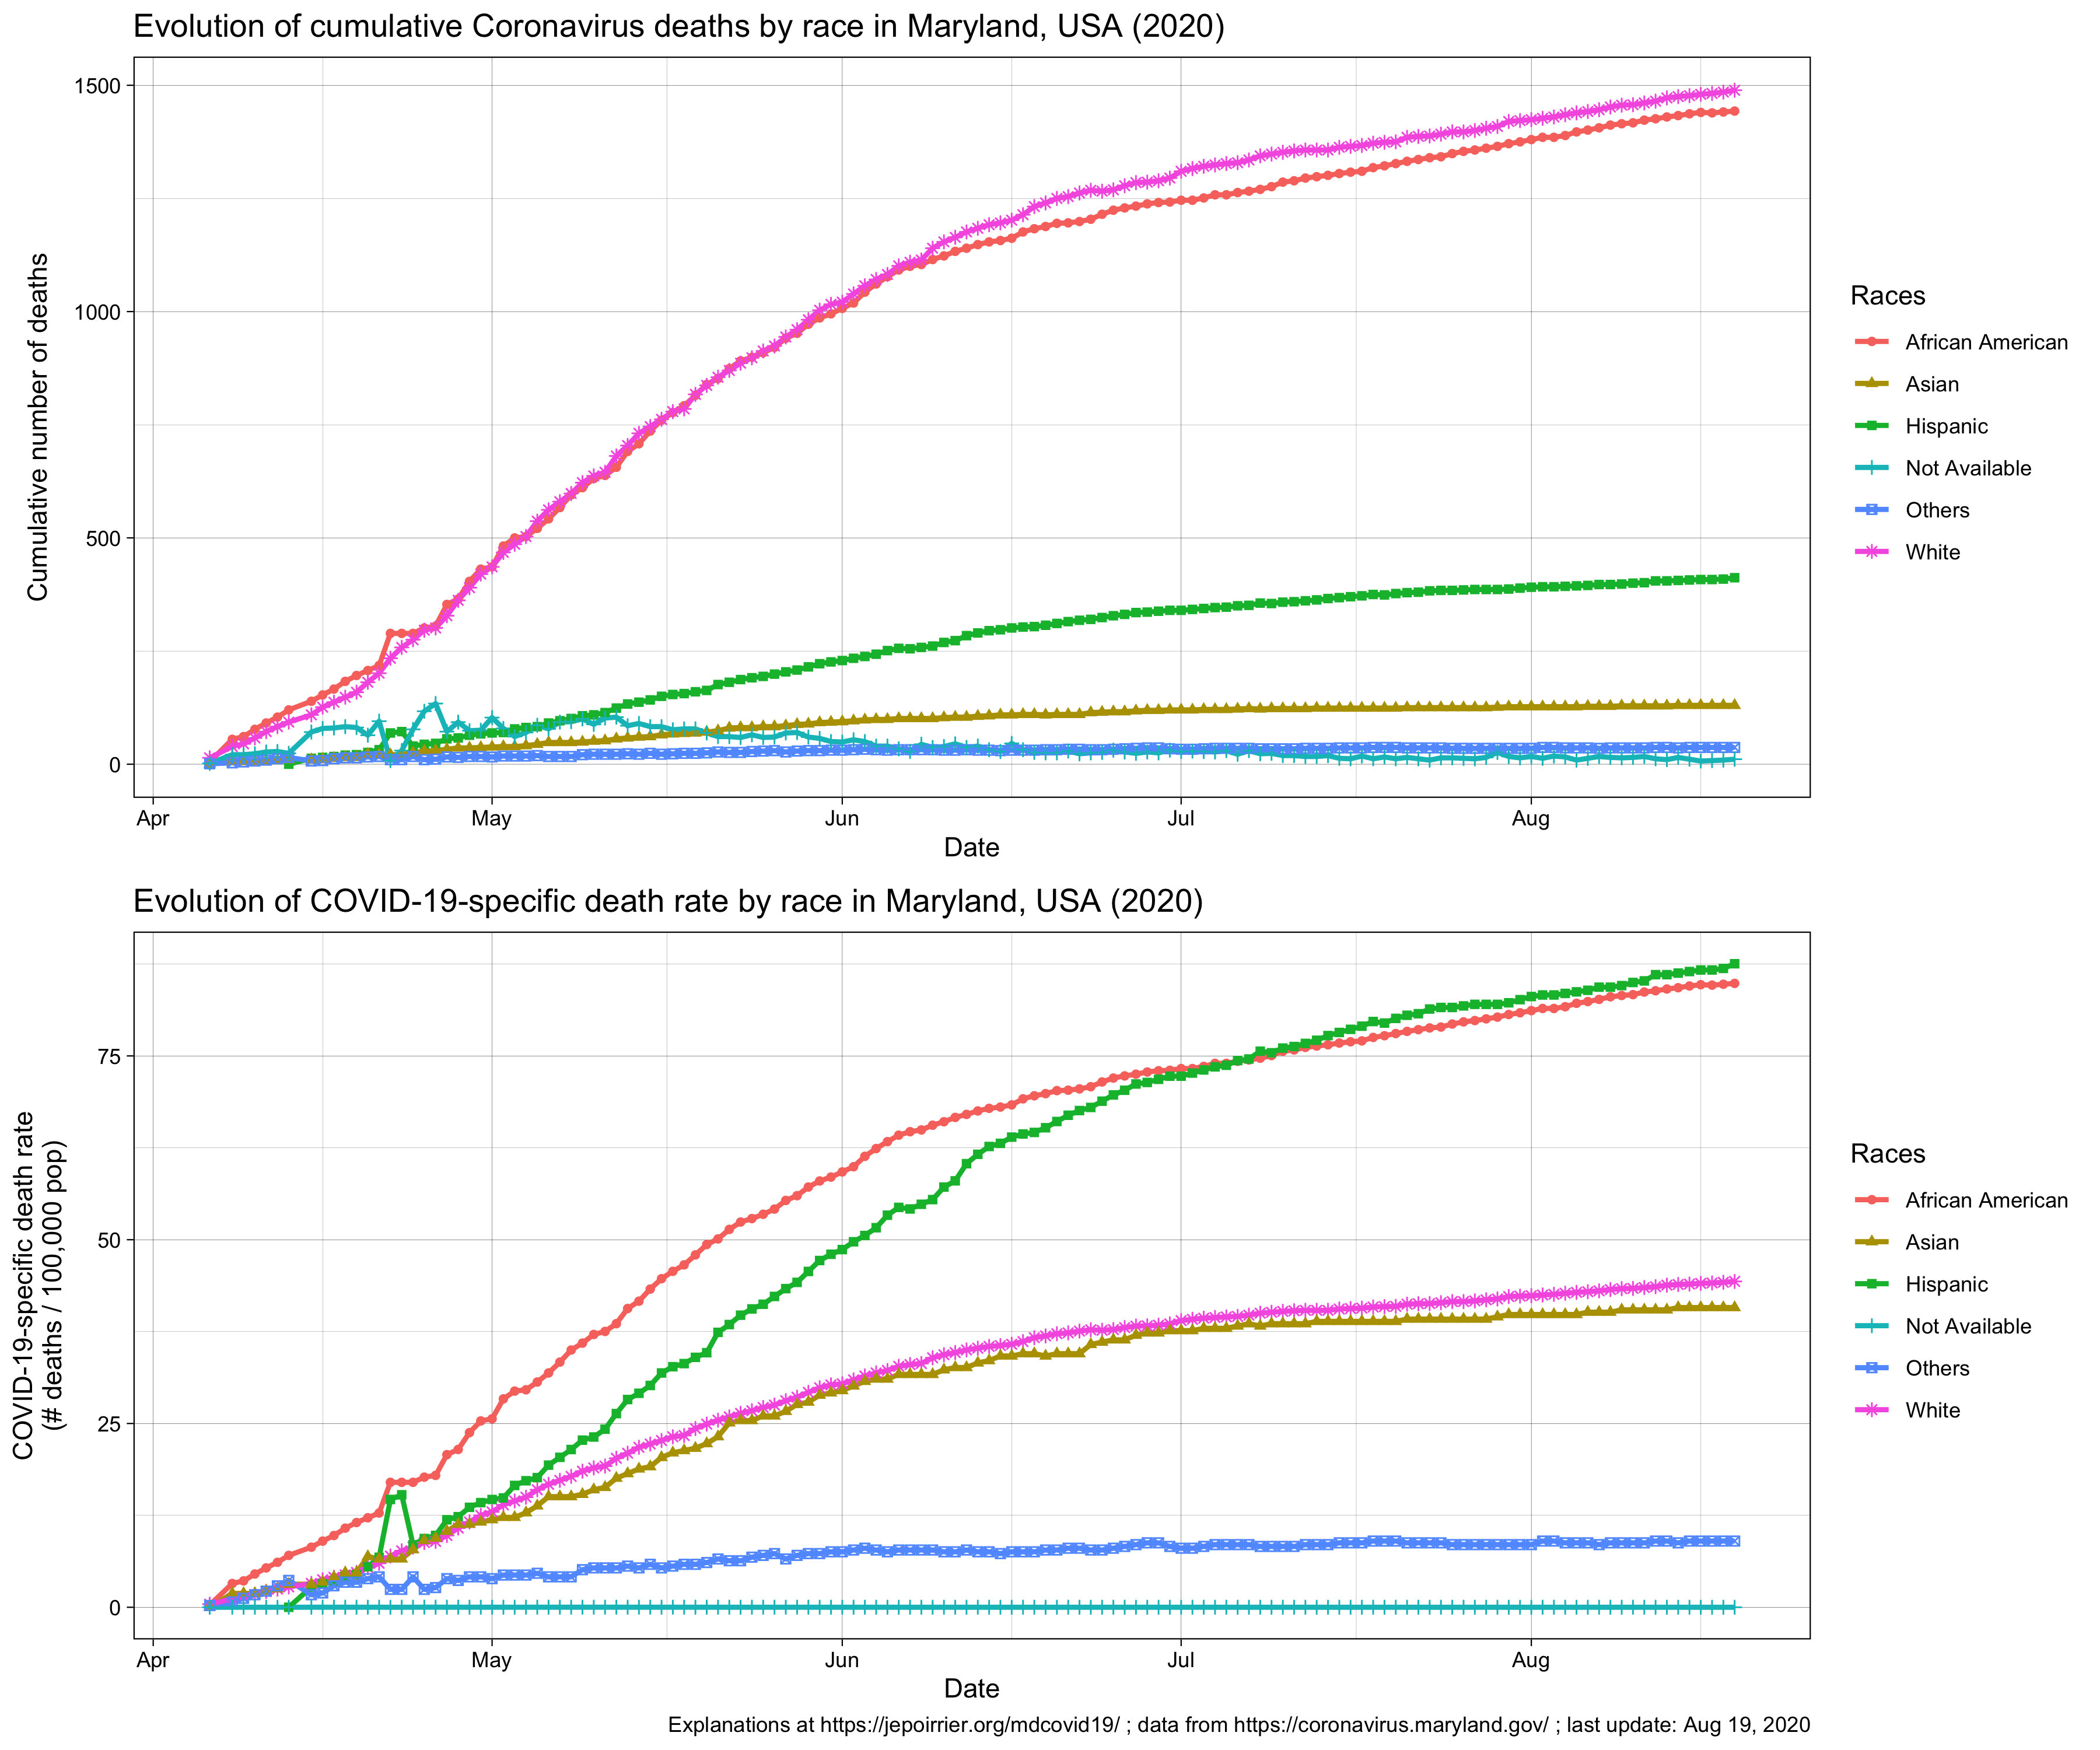 Evolution of cumulative Coronavirus deaths by race in Maryland, USA (2020)
Cumulative number of deaths
1500
1000
500
0
Apr
May
Jun
Jul
Aug
Date
Races
African American
Asian
Hispanic
Not Available
Others
White
Evolution of COVID-19-specific death rate by race in Maryland, USA (2020)
COVID-19-specific death rate
(# deaths / 100,000 pop)
75
50
25
0
Apr
May
Jun
Jul
Aug
Date
Races
African American
Asian
Hispanic
Not Available
Others
White
Explanations at https://jepoirrier.org/mdcovid19/ ; data from https://coronavirus.maryland.gov/ ; last update: Aug 19, 2020